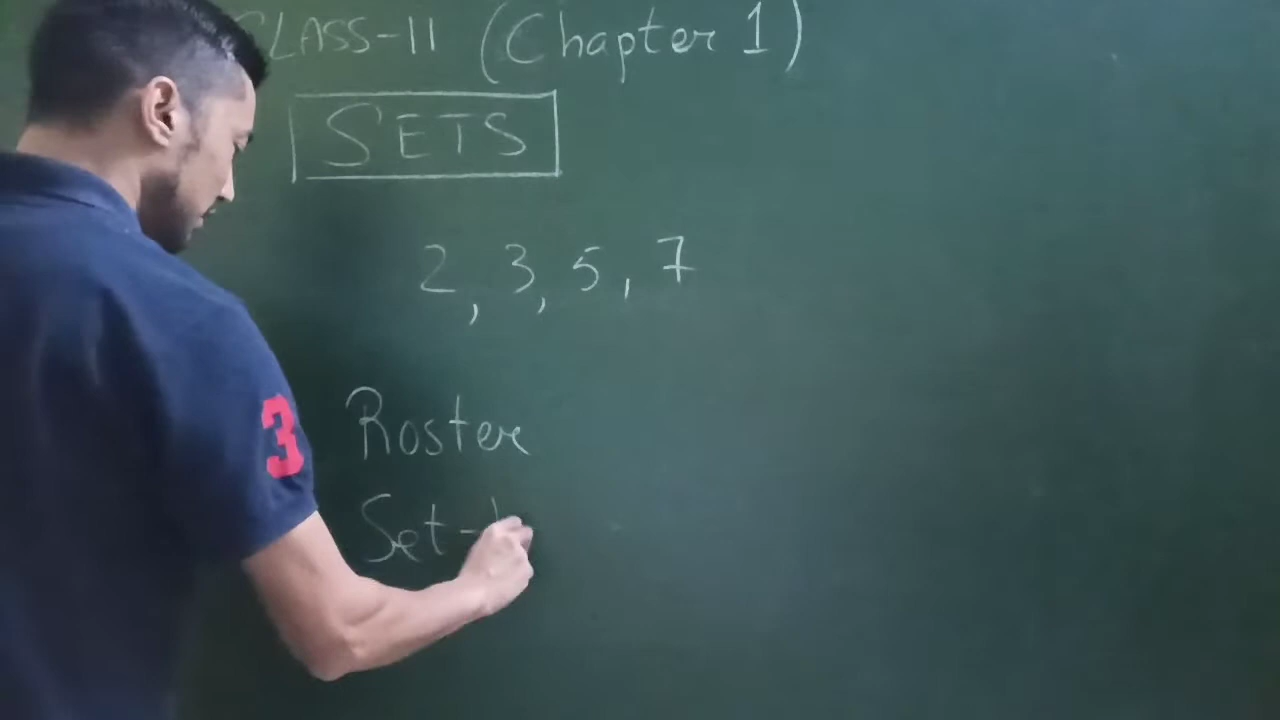 CLASS-11 (Chapter 1)
SETS
2, 3, 5, 7
Roster
Set-
3